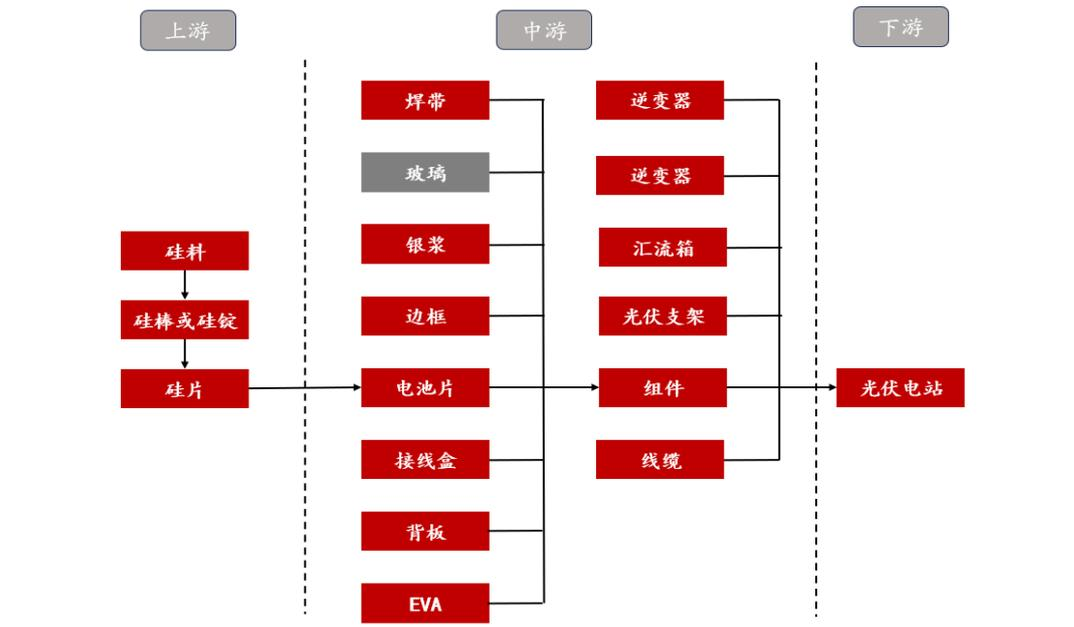 上游
中游
下游
硅料
硅棒或硅锭
硅片
焊带
玻璃
银浆
边框
电池片
接线盒
背板
EVA
逆变器
逆变器
汇流箱
光伏支架
组件
线缆
光伏电站